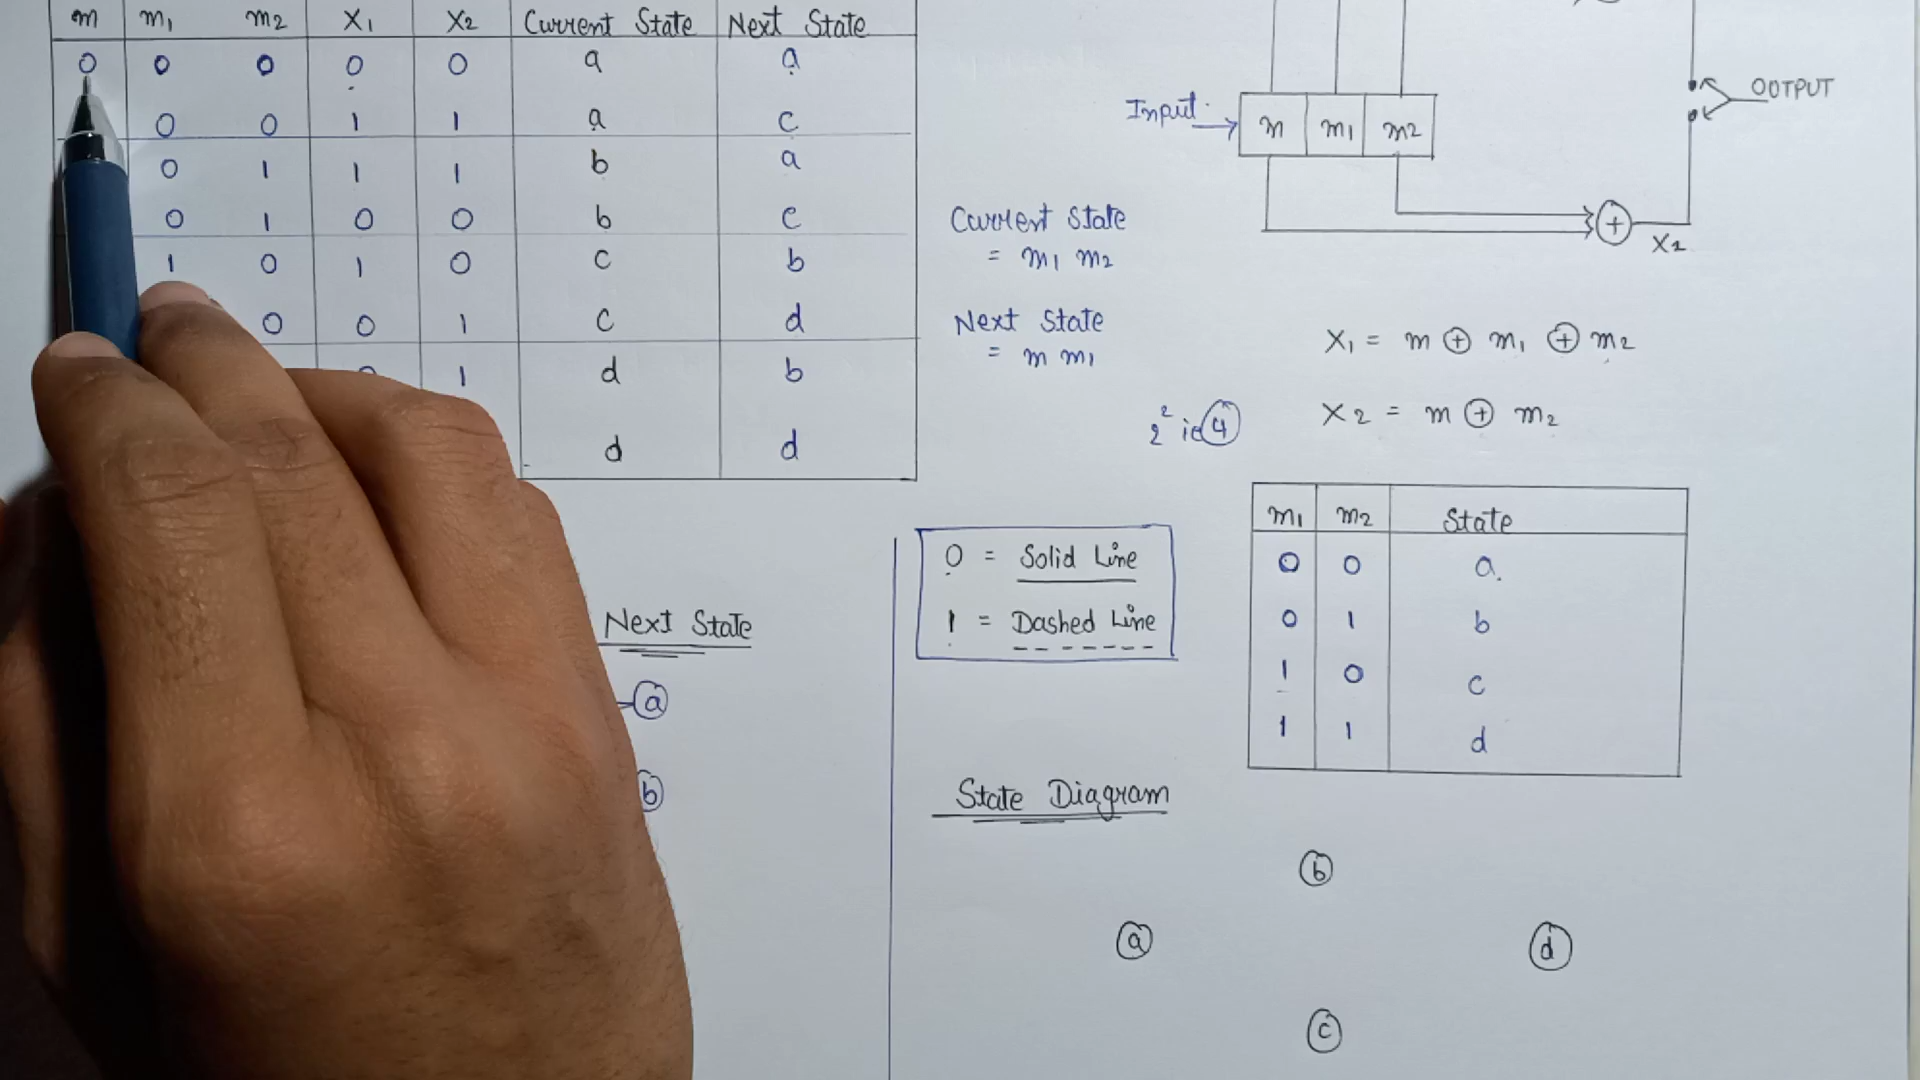 m m1 m2 X1 X2 Current State Next State
0 0 0 0 0 a a
0 0 1 1 a c
0 1 1 1 b a
0 1 0 0 b c
1 0 1 0 c b
0 0 1 c d
0 1 d b
d d
Input
m m1 m2
OUTPUT
+
X2
Current State
= m1 m2
Next State
= m m1
X1 = m ⊕ m1 ⊕ m2
X2 = m ⊕ m2
2² ie 4
0 = Solid Line
1 = Dashed Line
m1 m2 State
0 0 a
0 1 b
1 0 c
1 1 d
Next State
a
b
State Diagram
b
a
d
c